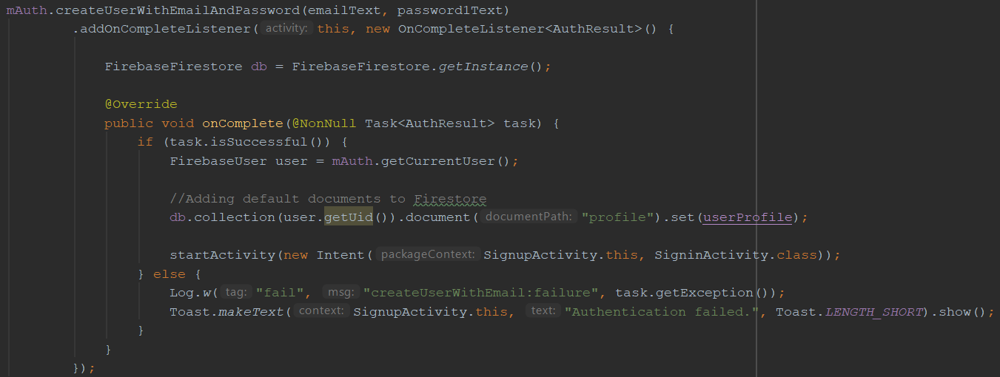 mAuth.createUserWithEmailAndPassword(emailText, password1Text)
.addOnCompleteListener( activity: this, new OnCompleteListener<AuthResult>() {
FirebaseFirestore db = FirebaseFirestore.getInstance();
@Override
public void onComplete(@NonNull Task<AuthResult> task) {
if (task.isSuccessful()) {
FirebaseUser user = mAuth.getCurrentUser();
//Adding default documents to Firestore
db.collection(user.getUid()).document( documentPath: "profile").set(userProfile);
startActivity(new Intent( packageContext: SignupActivity.this, SigninActivity.class));
} else {
Log.w( tag: "fail", msg: "createUserWithEmail:failure", task.getException());
Toast.makeText( context: SignupActivity.this, text: "Authentication failed.", Toast.LENGTH_SHORT).show();
}
}
});